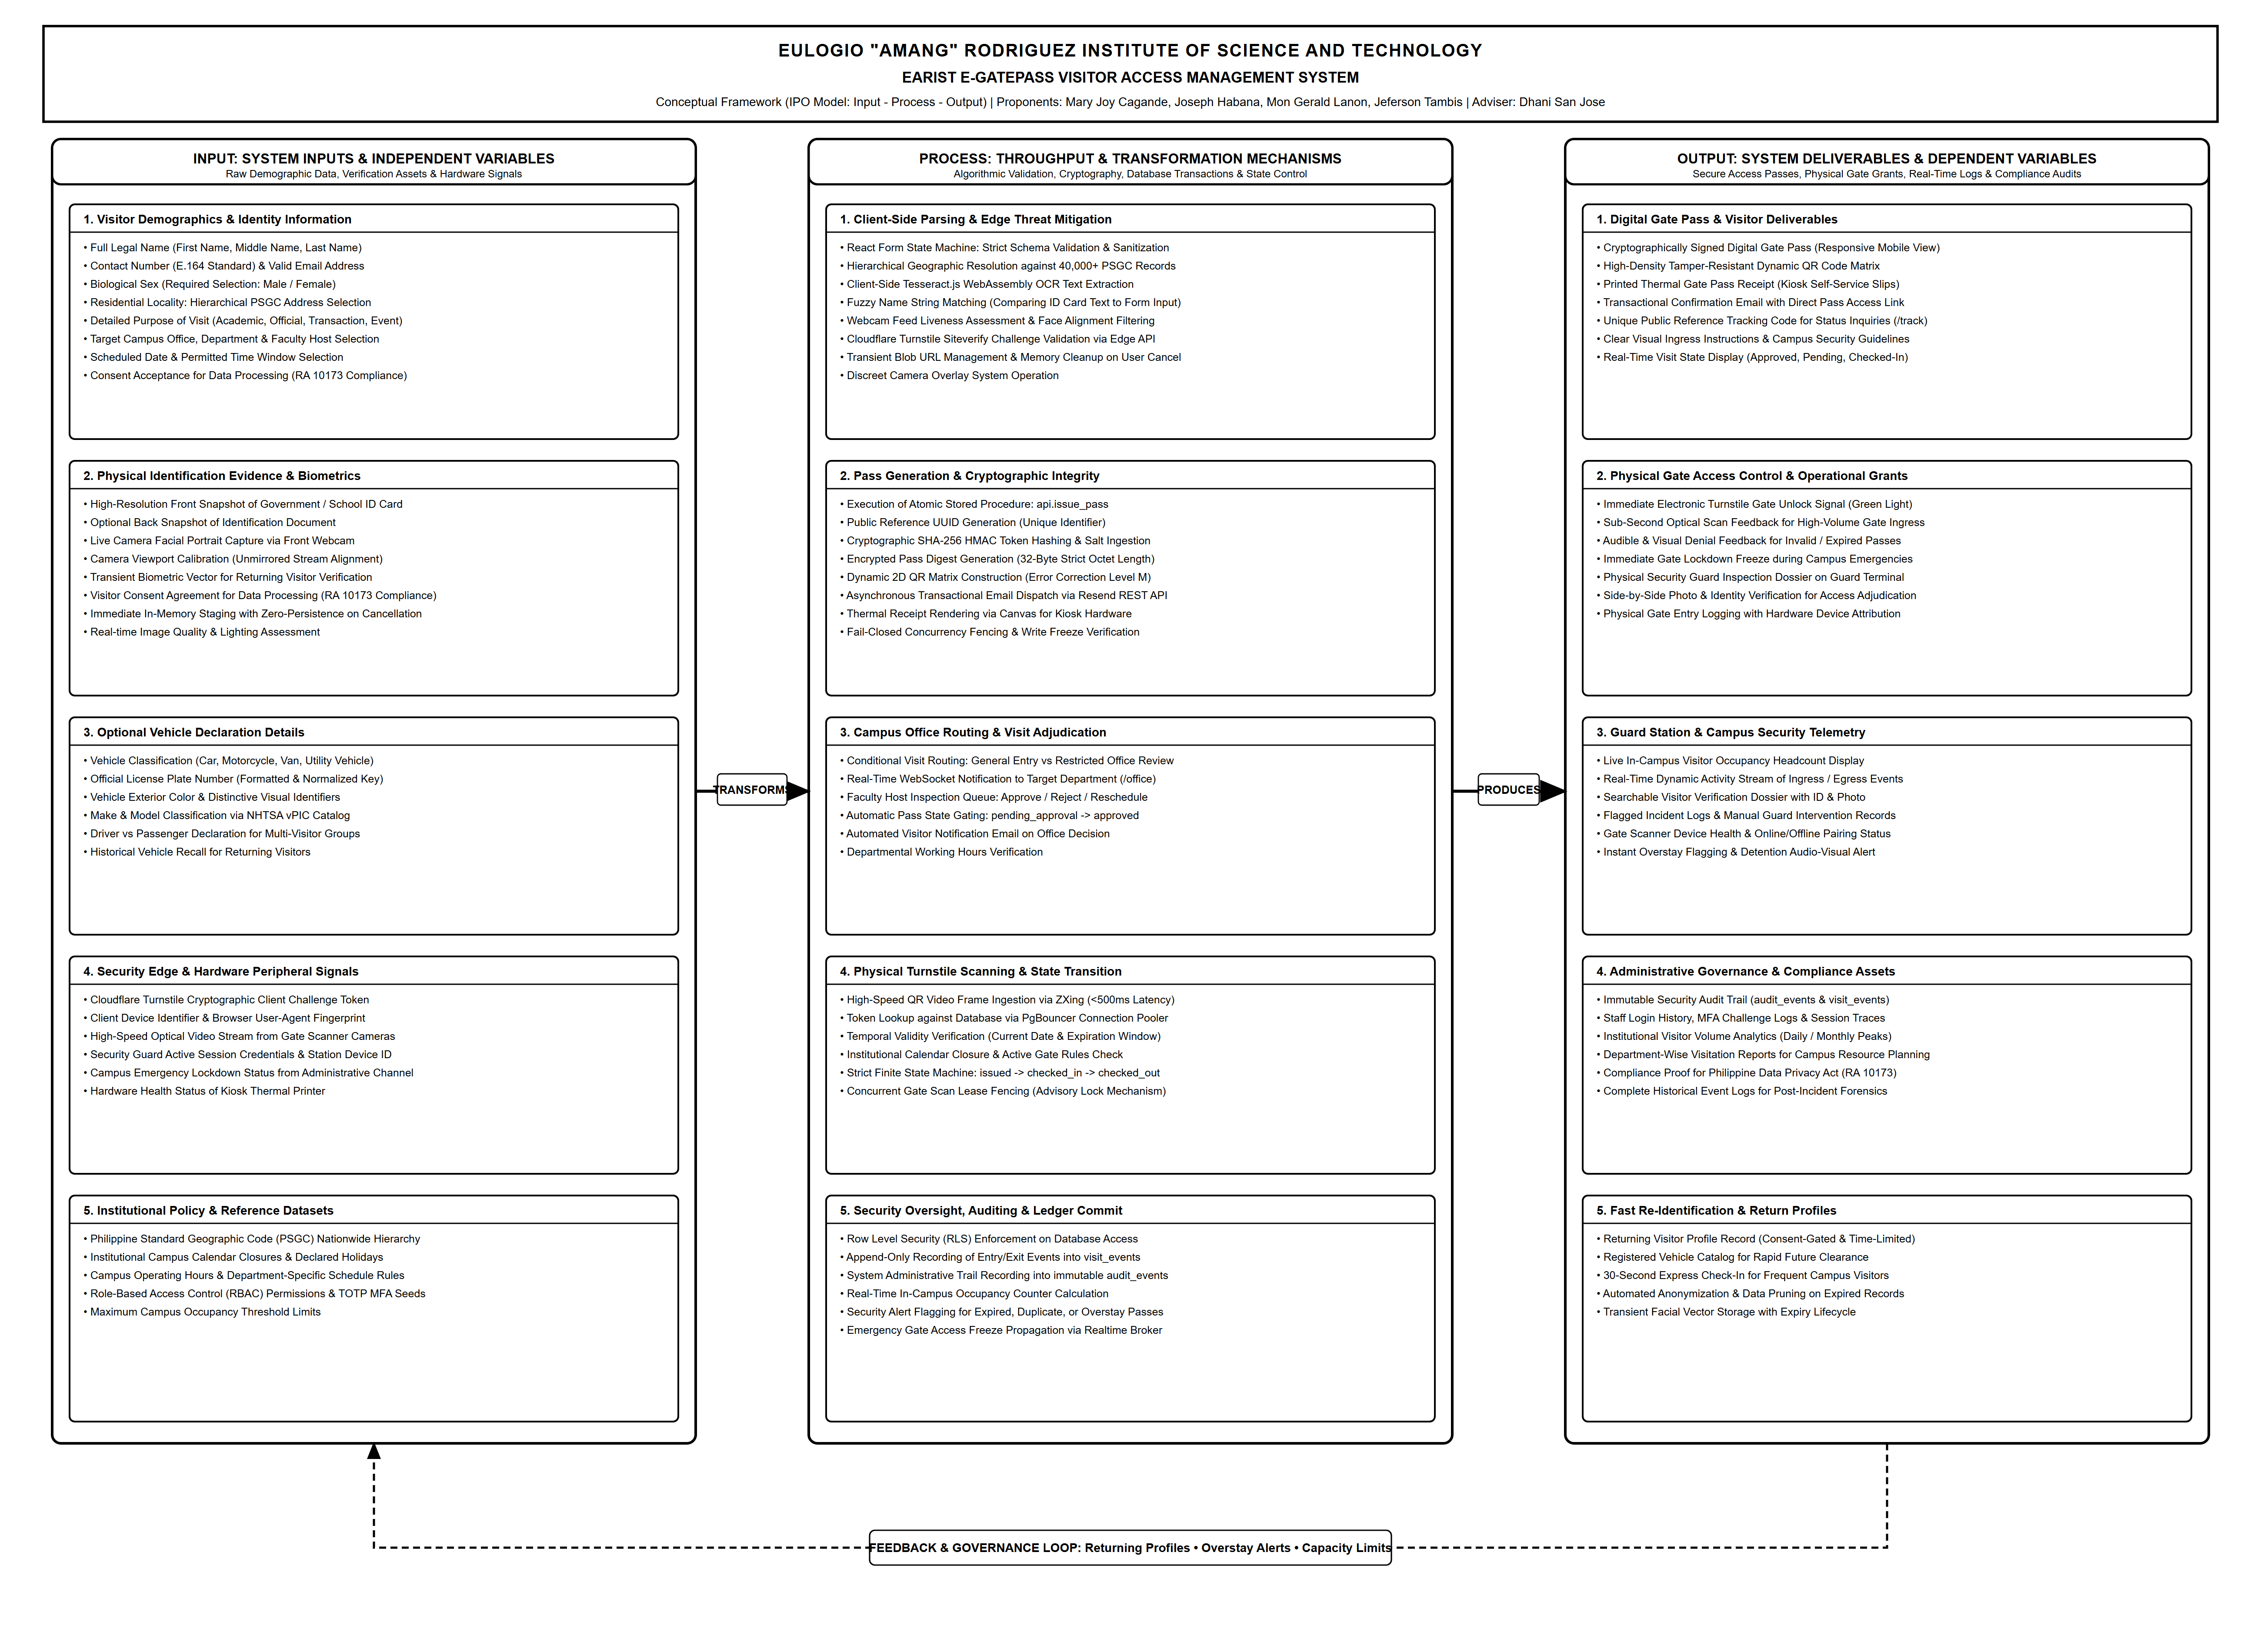 EULOGIO "AMANG" RODRIGUEZ INSTITUTE OF SCIENCE AND TECHNOLOGY
EARIST E-GATEPASS VISITOR ACCESS MANAGEMENT SYSTEM
Conceptual Framework (IPO Model: Input - Process - Output) | Proponents: Mary Joy Cagande, Joseph Habana, Mon Gerald Lanon, Jeferson Tambis | Adviser: Dhani San Jose
INPUT: SYSTEM INPUTS & INDEPENDENT VARIABLES
Raw Demographic Data, Verification Assets & Hardware Signals
1. Visitor Demographics & Identity Information
• Full Legal Name (First Name, Middle Name, Last Name)
• Contact Number (E.164 Standard) & Valid Email Address
• Biological Sex (Required Selection: Male / Female)
• Residential Locality: Hierarchical PSGC Address Selection
• Detailed Purpose of Visit (Academic, Official, Transaction, Event)
• Target Campus Office, Department & Faculty Host Selection
• Scheduled Date & Permitted Time Window Selection
• Consent Acceptance for Data Processing (RA 10173 Compliance)
2. Physical Identification Evidence & Biometrics
• High-Resolution Front Snapshot of Government / School ID Card
• Optional Back Snapshot of Identification Document
• Live Camera Facial Portrait Capture via Front Webcam
• Camera Viewport Calibration (Unmirrored Stream Alignment)
• Transient Biometric Vector for Returning Visitor Verification
• Visitor Consent Agreement for Data Processing (RA 10173 Compliance)
• Immediate In-Memory Staging with Zero-Persistence on Cancellation
• Real-time Image Quality & Lighting Assessment
3. Optional Vehicle Declaration Details
• Vehicle Classification (Car, Motorcycle, Van, Utility Vehicle)
• Official License Plate Number (Formatted & Normalized Key)
• Vehicle Exterior Color & Distinctive Visual Identifiers
• Make & Model Classification via NHTSA vPIC Catalog
• Driver vs Passenger Declaration for Multi-Visitor Groups
• Historical Vehicle Recall for Returning Visitors
4. Security Edge & Hardware Peripheral Signals
• Cloudflare Turnstile Cryptographic Client Challenge Token
• Client Device Identifier & Browser User-Agent Fingerprint
• High-Speed Optical Video Stream from Gate Scanner Cameras
• Security Guard Active Session Credentials & Station Device ID
• Campus Emergency Lockdown Status from Administrative Channel
• Hardware Health Status of Kiosk Thermal Printer
5. Institutional Policy & Reference Datasets
• Philippine Standard Geographic Code (PSGC) Nationwide Hierarchy
• Institutional Campus Calendar Closures & Declared Holidays
• Campus Operating Hours & Department-Specific Schedule Rules
• Role-Based Access Control (RBAC) Permissions & TOTP MFA Seeds
• Maximum Campus Occupancy Threshold Limits
TRANSFORMS
PROCESS: THROUGHPUT & TRANSFORMATION MECHANISMS
Algorithmic Validation, Cryptography, Database Transactions & State Control
1. Client-Side Parsing & Edge Threat Mitigation
• React Form State Machine: Strict Schema Validation & Sanitization
• Hierarchical Geographic Resolution against 40,000+ PSGC Records
• Client-Side Tesseract.js WebAssembly OCR Text Extraction
• Fuzzy Name String Matching (Comparing ID Card Text to Form Input)
• Webcam Feed Liveness Assessment & Face Alignment Filtering
• Cloudflare Turnstile Siteverify Challenge Validation via Edge API
• Transient Blob URL Management & Memory Cleanup on User Cancel
• Discreet Camera Overlay System Operation
2. Pass Generation & Cryptographic Integrity
• Execution of Atomic Stored Procedure: api.issue_pass
• Public Reference UUID Generation (Unique Identifier)
• Cryptographic SHA-256 HMAC Token Hashing & Salt Ingestion
• Encrypted Pass Digest Generation (32-Byte Strict Octet Length)
• Dynamic 2D QR Matrix Construction (Error Correction Level M)
• Asynchronous Transactional Email Dispatch via Resend REST API
• Thermal Receipt Rendering via Canvas for Kiosk Hardware
• Fail-Closed Concurrency Fencing & Write Freeze Verification
3. Campus Office Routing & Visit Adjudication
• Conditional Visit Routing: General Entry vs Restricted Office Review
• Real-Time WebSocket Notification to Target Department (/office)
• Faculty Host Inspection Queue: Approve / Reject / Reschedule
• Automatic Pass State Gating: pending_approval -> approved
• Automated Visitor Notification Email on Office Decision
• Departmental Working Hours Verification
4. Physical Turnstile Scanning & State Transition
• High-Speed QR Video Frame Ingestion via ZXing (<500ms Latency)
• Token Lookup against Database via PgBouncer Connection Pooler
• Temporal Validity Verification (Current Date & Expiration Window)
• Institutional Calendar Closure & Active Gate Rules Check
• Strict Finite State Machine: issued -> checked_in -> checked_out
• Concurrent Gate Scan Lease Fencing (Advisory Lock Mechanism)
5. Security Oversight, Auditing & Ledger Commit
• Row Level Security (RLS) Enforcement on Database Access
• Append-Only Recording of Entry/Exit Events into visit_events
• System Administrative Trail Recording into immutable audit_events
• Real-Time In-Campus Occupancy Counter Calculation
• Security Alert Flagging for Expired, Duplicate, or Overstay Passes
• Emergency Gate Access Freeze Propagation via Realtime Broker
PRODUCES
OUTPUT: SYSTEM DELIVERABLES & DEPENDENT VARIABLES
Secure Access Passes, Physical Gate Grants, Real-Time Logs & Compliance Audits
1. Digital Gate Pass & Visitor Deliverables
• Cryptographically Signed Digital Gate Pass (Responsive Mobile View)
• High-Density Tamper-Resistant Dynamic QR Code Matrix
• Printed Thermal Gate Pass Receipt (Kiosk Self-Service Slips)
• Transactional Confirmation Email with Direct Pass Access Link
• Unique Public Reference Tracking Code for Status Inquiries (/track)
• Clear Visual Ingress Instructions & Campus Security Guidelines
• Real-Time Visit State Display (Approved, Pending, Checked-In)
2. Physical Gate Access Control & Operational Grants
• Immediate Electronic Turnstile Gate Unlock Signal (Green Light)
• Sub-Second Optical Scan Feedback for High-Volume Gate Ingress
• Audible & Visual Denial Feedback for Invalid / Expired Passes
• Immediate Gate Lockdown Freeze during Campus Emergencies
• Physical Security Guard Inspection Dossier on Guard Terminal
• Side-by-Side Photo & Identity Verification for Access Adjudication
• Physical Gate Entry Logging with Hardware Device Attribution
3. Guard Station & Campus Security Telemetry
• Live In-Campus Visitor Occupancy Headcount Display
• Real-Time Dynamic Activity Stream of Ingress / Egress Events
• Searchable Visitor Verification Dossier with ID & Photo
• Flagged Incident Logs & Manual Guard Intervention Records
• Gate Scanner Device Health & Online/Offline Pairing Status
• Instant Overstay Flagging & Detention Audio-Visual Alert
4. Administrative Governance & Compliance Assets
• Immutable Security Audit Trail (audit_events & visit_events)
• Staff Login History, MFA Challenge Logs & Session Traces
• Institutional Visitor Volume Analytics (Daily / Monthly Peaks)
• Department-Wise Visitation Reports for Campus Resource Planning
• Compliance Proof for Philippine Data Privacy Act (RA 10173)
• Complete Historical Event Logs for Post-Incident Forensics
5. Fast Re-Identification & Return Profiles
• Returning Visitor Profile Record (Consent-Gated & Time-Limited)
• Registered Vehicle Catalog for Rapid Future Clearance
• 30-Second Express Check-In for Frequent Campus Visitors
• Automated Anonymization & Data Pruning on Expired Records
• Transient Facial Vector Storage with Expiry Lifecycle
FEEDBACK & GOVERNANCE LOOP: Returning Profiles • Overstay Alerts • Capacity Limits